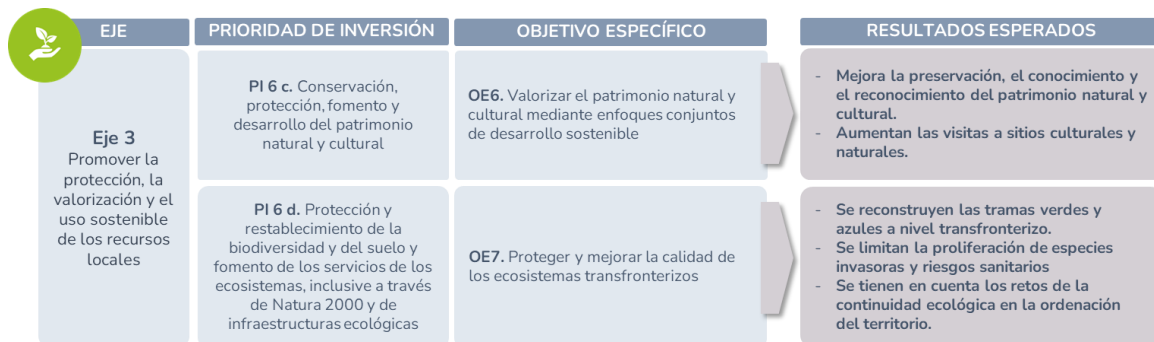 EJE
PRIORIDAD DE INVERSIÓN
OBJETIVO ESPECÍFICO
RESULTADOS ESPERADOS
Eje 3
Promover la
protección, la
valorización y el
uso sostenible
de los recursos
locales
PI 6 c. Conservación,
protección, fomento y
desarrollo del patrimonio
natural y cultural
OE6. Valorizar el patrimonio natural y
cultural mediante enfoques conjuntos
de desarrollo sostenible
- Mejora la preservación, el conocimiento y
el reconocimiento del patrimonio natural y
cultural.
- Aumentan las visitas a sitios culturales y
naturales.
PI 6 d. Protección y
restablecimiento de la
biodiversidad y del suelo y
fomento de los servicios de los
ecosistemas, inclusive a través
de Natura 2000 y de
infraestructuras ecológicas
OE7. Proteger y mejorar la calidad de
los ecosistemas transfronterizos
- Se reconstruyen las tramas verdes y
azules a nivel transfronterizo.
- Se limitan la proliferación de especies
invasoras y riesgos sanitarios
- Se tienen en cuenta los retos de la
continuidad ecológica en la ordenación
del territorio.